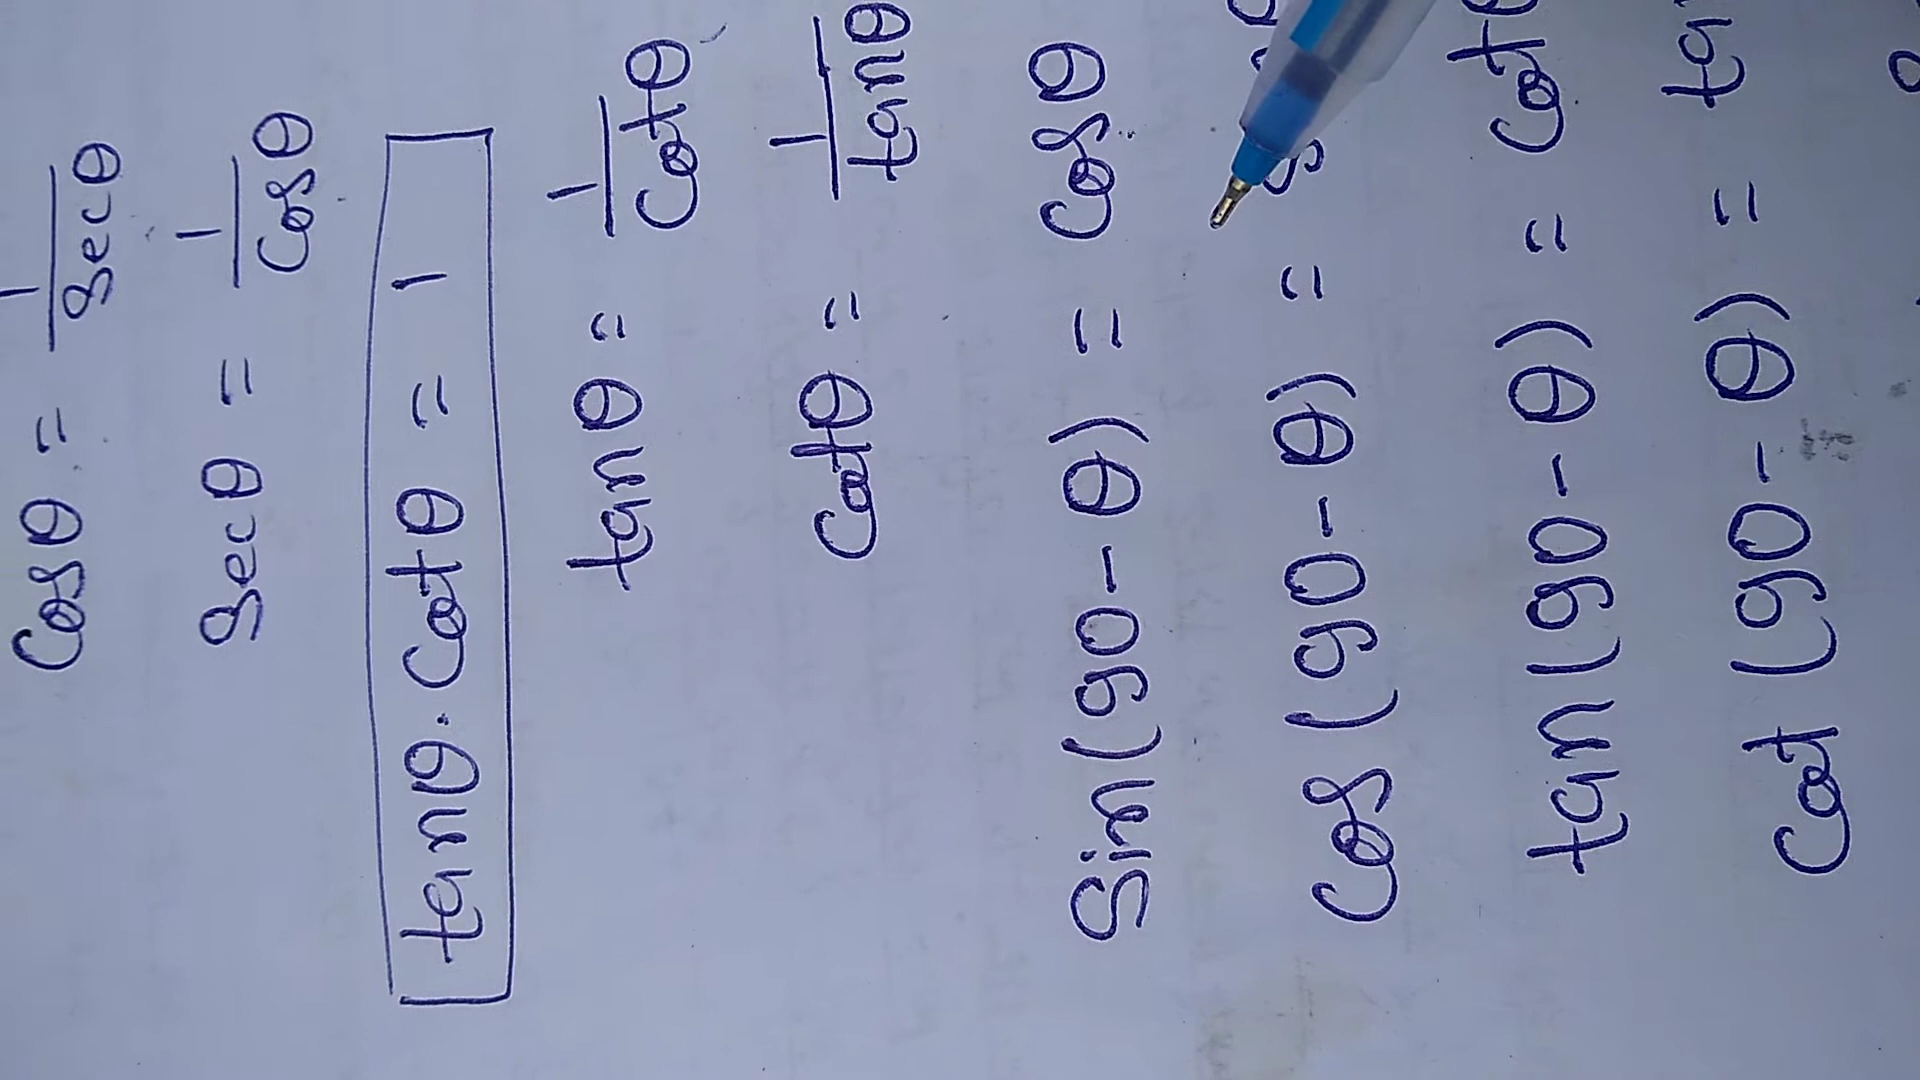 Cosθ = 1/secθ
secθ = 1/Cosθ
tanθ . Cotθ = 1
tanθ = 1/Cotθ
Cotθ = 1/tanθ
Sin(90-θ) = Cosθ
Cos(90-θ) =
tan(90-θ) = Cotθ
Cot(90-θ) =